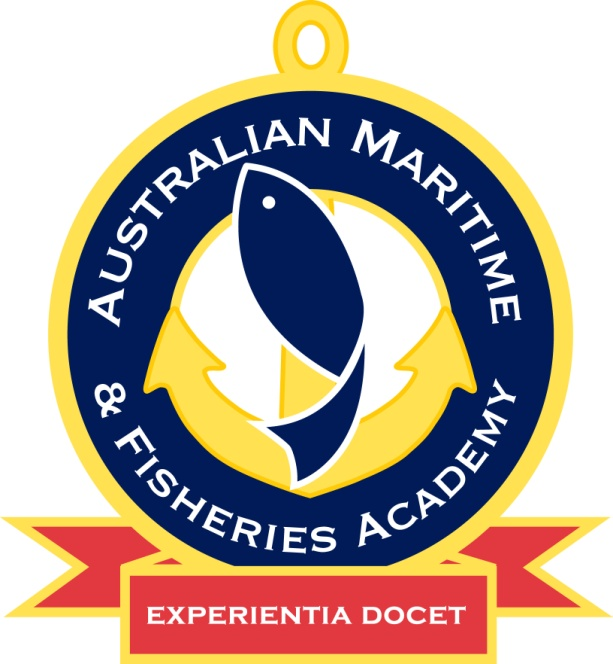 AUSTRALIAN MARITIME
& FISHERIES ACADEMY
EXPERIENTIA DOCET